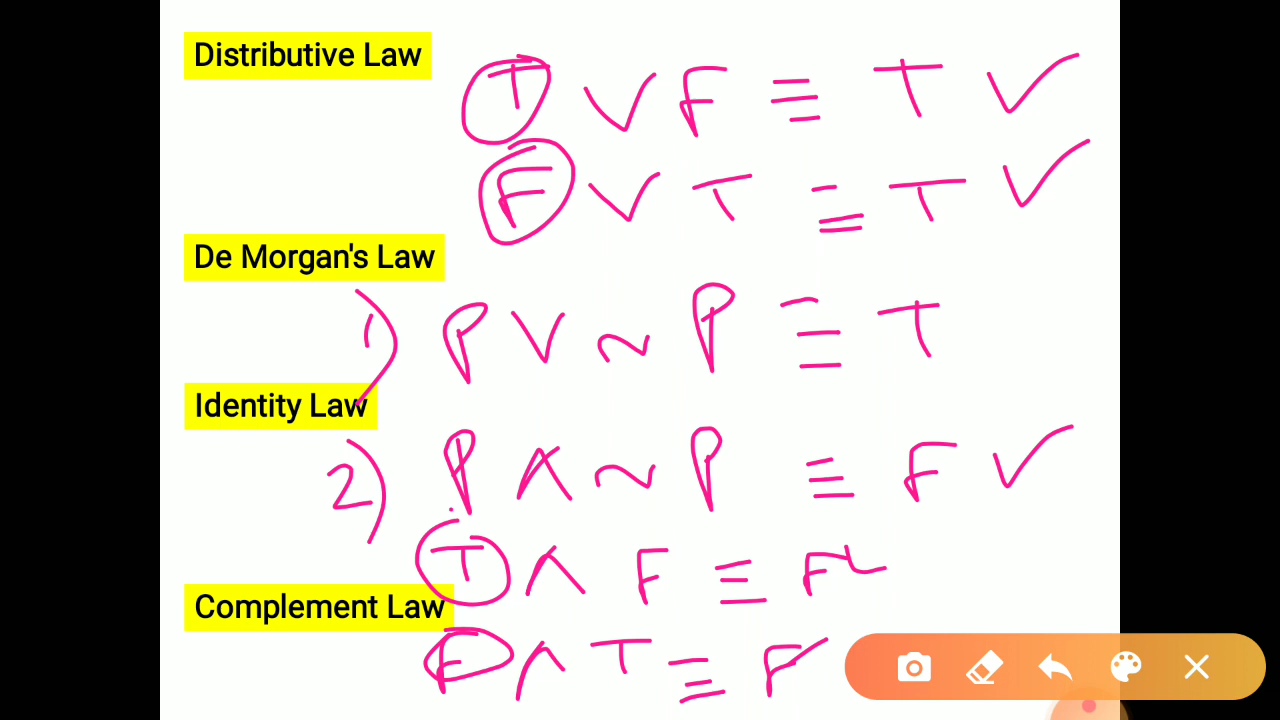 Distributive Law
T ∨ F ≡ T ✓
F ∨ T ≡ T ✓
De Morgan's Law
1) P ∨ ~ P ≡ T
Identity Law
2) P ∧ ~ P ≡ F ✓
T ∧ F ≡ F ✓
Complement Law
F ∧ T ≡ F ✓